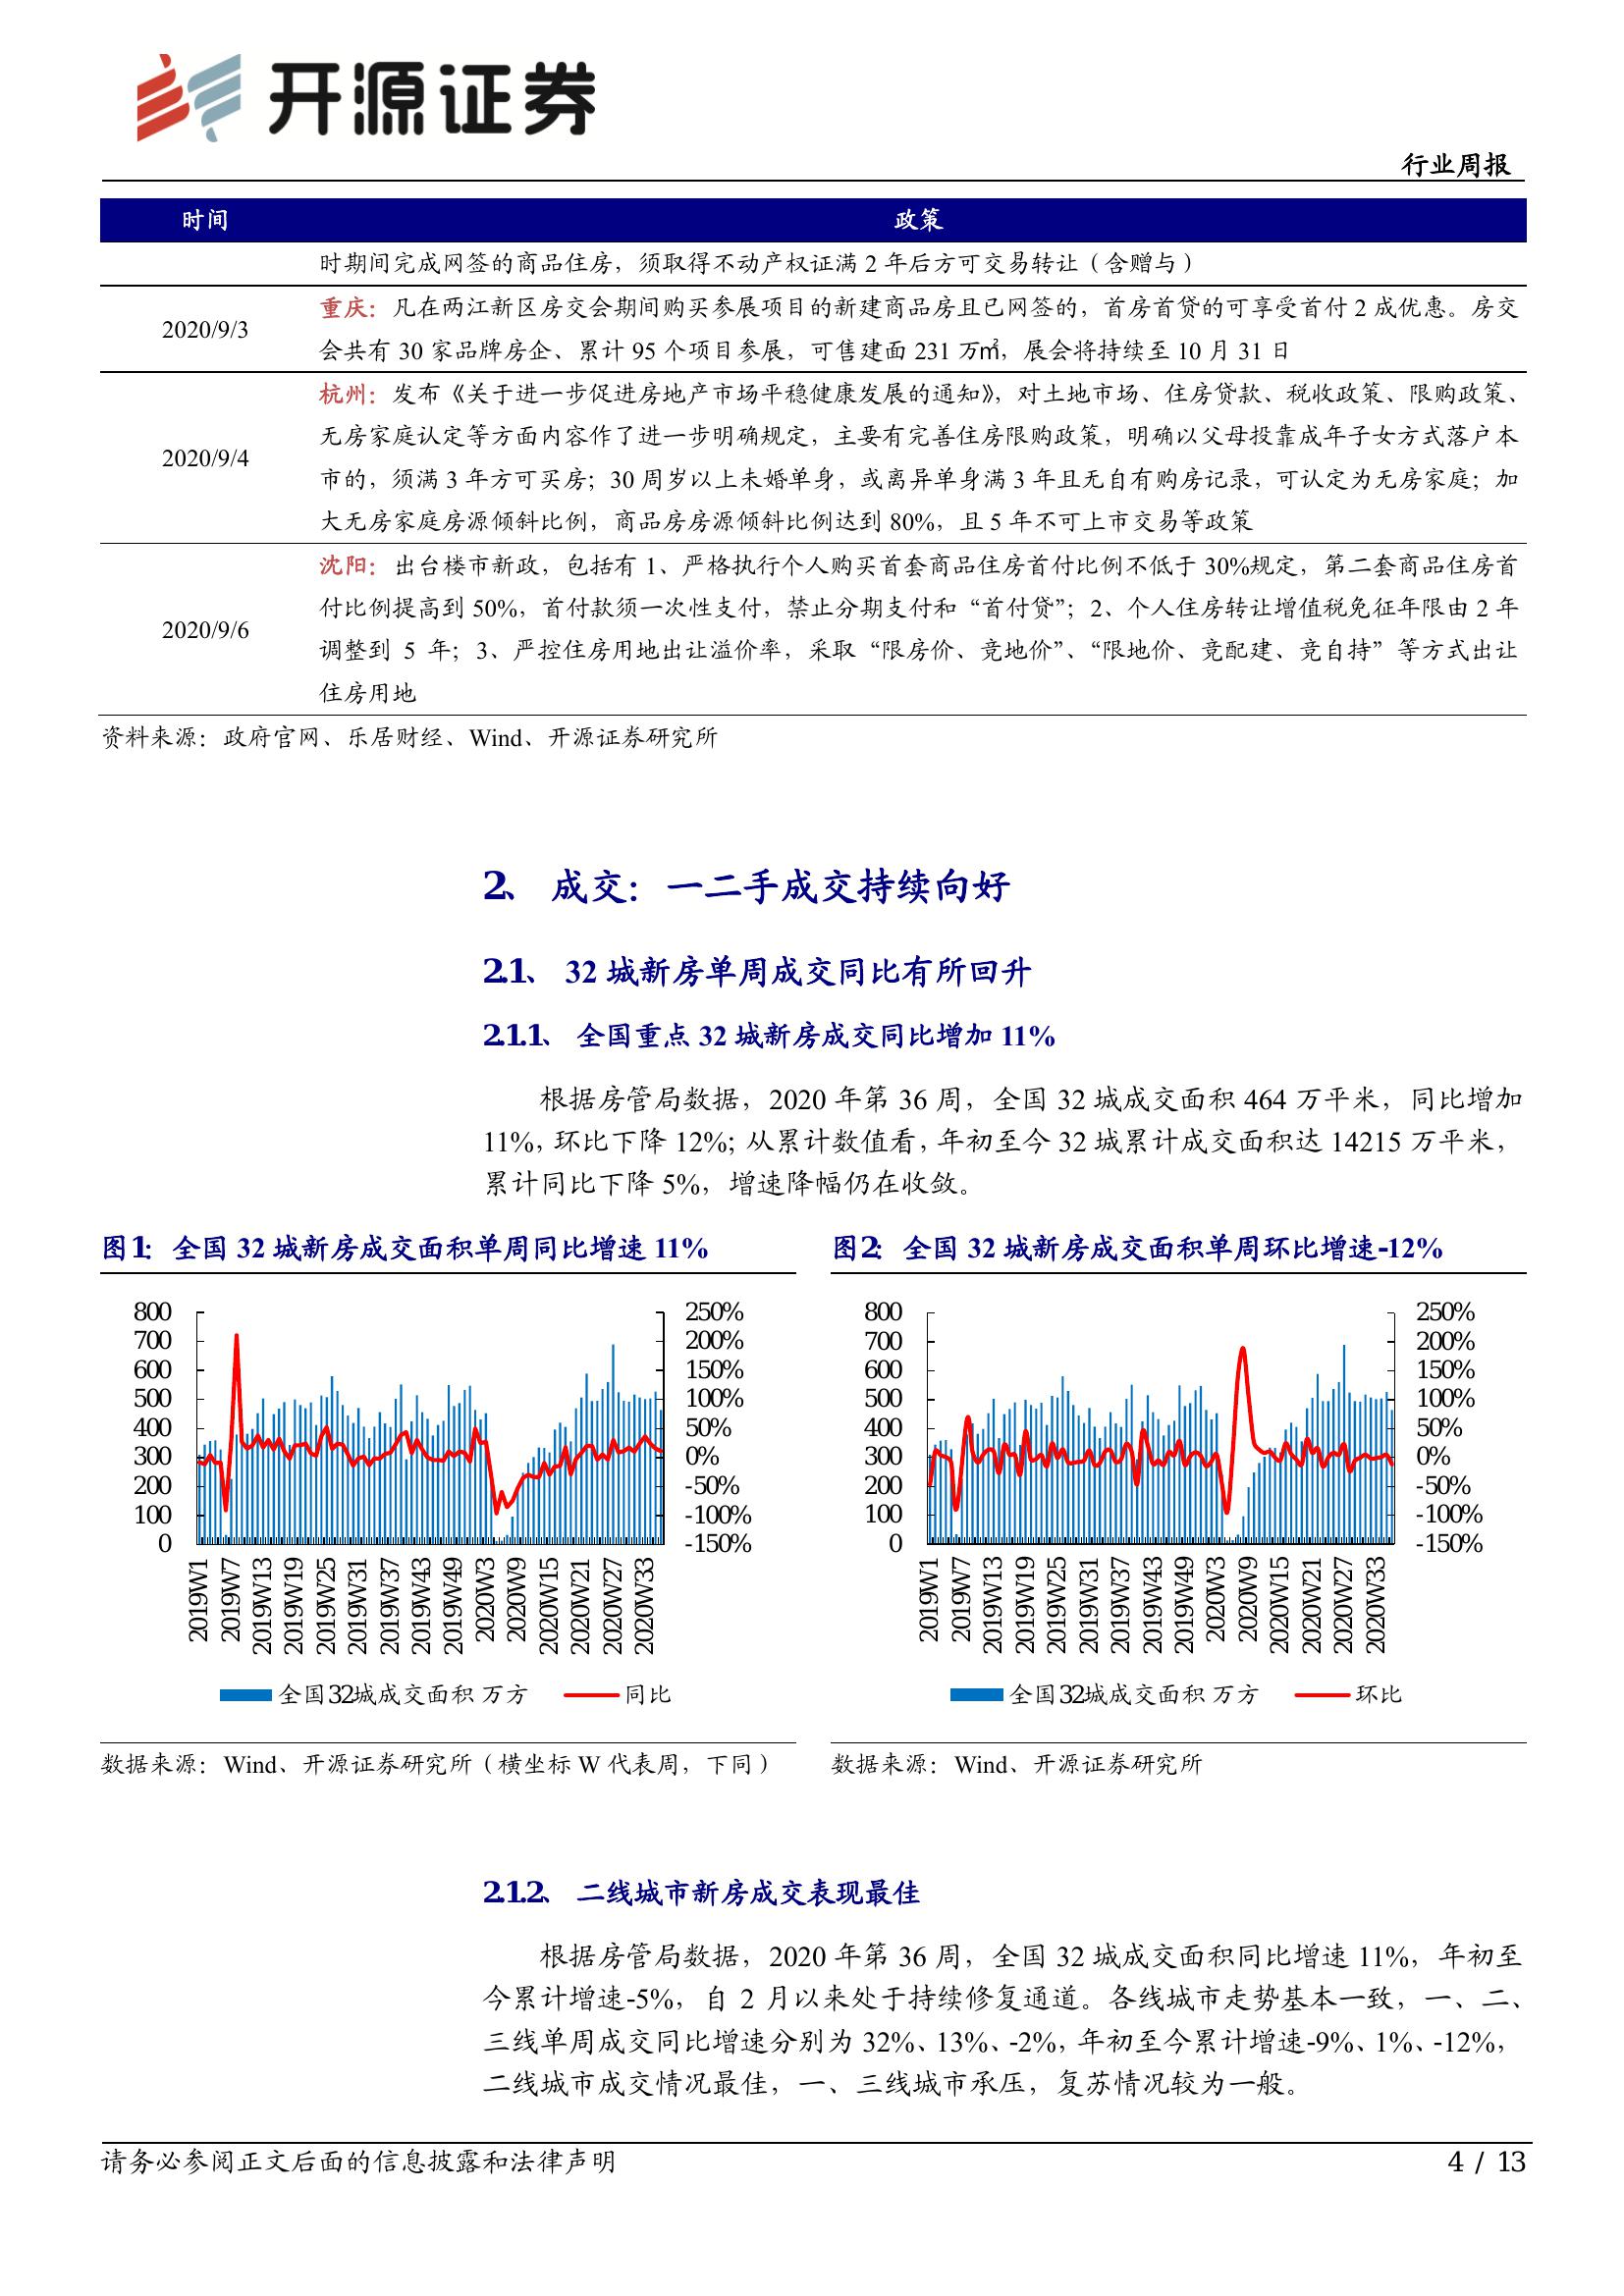 开源证券
行业周报
时间 政策
时期间完成网签的商品住房，须取得不动产权证满 2 年后方可交易转让（含赠与）
2020/9/3
重庆：凡在两江新区房交会期间购买参展项目的新建商品房且已网签的，首房首贷的可享受首付 2 成优惠。房交
会共有 30 家品牌房企、累计 95 个项目参展，可售建面 231 万㎡，展会将持续至 10 月 31 日
2020/9/4
杭州：发布《关于进一步促进房地产市场平稳健康发展的通知》，对土地市场、住房贷款、税收政策、限购政策、
无房家庭认定等方面内容作了进一步明确规定，主要有完善住房限购政策，明确以父母投靠成年子女方式落户本
市的，须满 3 年方可买房；30 周岁以上未婚单身，或离异单身满 3 年且无自有购房记录，可认定为无房家庭；加
大无房家庭房源倾斜比例，商品房房源倾斜比例达到 80%，且 5 年不可上市交易等政策
2020/9/6
沈阳：出台楼市新政，包括有 1、严格执行个人购买首套商品住房首付比例不低于 30%规定，第二套商品住房首
付比例提高到 50%，首付款须一次性支付，禁止分期支付和“首付贷”；2、个人住房转让增值税免征年限由 2 年
调整到 5 年；3、严控住房用地出让溢价率，采取“限房价、竞地价”、“限地价、竞配建、竞自持”等方式出让
住房用地
资料来源：政府官网、乐居财经、Wind、开源证券研究所
2、 成交：一二手成交持续向好
2.1、 32 城新房单周成交同比有所回升
2.1.1、 全国重点 32 城新房成交同比增加 11%
根据房管局数据，2020 年第 36 周，全国 32 城成交面积 464 万平米，同比增加
11%，环比下降 12%；从累计数值看，年初至今 32 城累计成交面积达 14215 万平米，
累计同比下降 5%，增速降幅仍在收敛。
图1：全国 32 城新房成交面积单周同比增速 11%
800
700
600
500
400
300
200
100
0
250%
200%
150%
100%
50%
0%
-50%
-100%
-150%
2019W1
2019W7
2019W13
2019W19
2019W25
2019W31
2019W37
2019W43
2019W49
2020W3
2020W9
2020W15
2020W21
2020W27
2020W33
全国32城成交面积 万方 同比
数据来源：Wind、开源证券研究所（横坐标 W 代表周，下同）
图2：全国 32 城新房成交面积单周环比增速-12%
800
700
600
500
400
300
200
100
0
250%
200%
150%
100%
50%
0%
-50%
-100%
-150%
2019W1
2019W7
2019W13
2019W19
2019W25
2019W31
2019W37
2019W43
2019W49
2020W3
2020W9
2020W15
2020W21
2020W27
2020W33
全国32城成交面积 万方 环比
数据来源：Wind、开源证券研究所
2.1.2、 二线城市新房成交表现最佳
根据房管局数据，2020 年第 36 周，全国 32 城成交面积同比增速 11%，年初至
今累计增速-5%，自 2 月以来处于持续修复通道。各线城市走势基本一致，一、二、
三线单周成交同比增速分别为 32%、13%、-2%，年初至今累计增速-9%、1%、-12%，
二线城市成交情况最佳，一、三线城市承压，复苏情况较为一般。
请务必参阅正文后面的信息披露和法律声明 4 / 13